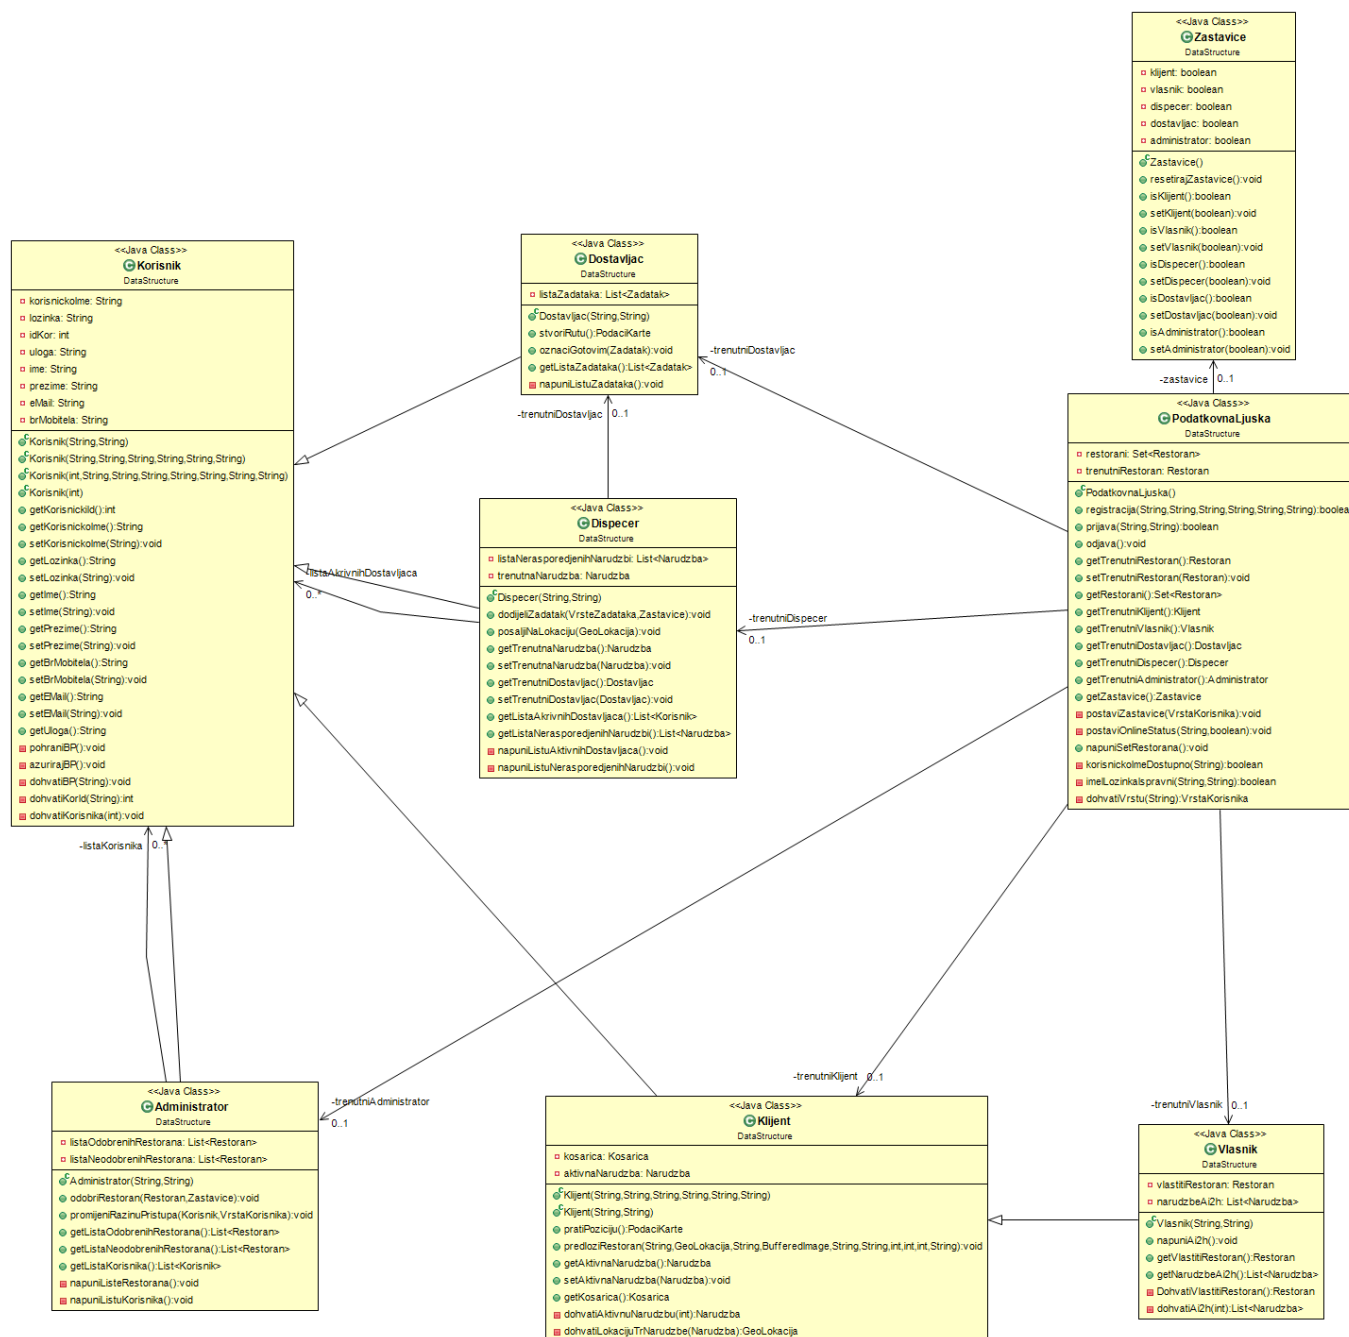 <<Java Class>>
Zastavice
DataStructure
klijent: boolean
vlasnik: boolean
dispecer: boolean
dostavljac: boolean
administrator: boolean
Zastavice()
resetirajZastavice():void
isKlijent():boolean
setKlijent(boolean):void
isVlasnik():boolean
setVlasnik(boolean):void
isDispecer():boolean
setDispecer(boolean):void
isDostavljac():boolean
setDostavljac(boolean):void
isAdministrator():boolean
setAdministrator(boolean):void
<<Java Class>>
Korisnik
DataStructure
korisnickoIme: String
lozinka: String
idKor: int
uloga: String
ime: String
prezime: String
eMail: String
brMobitela: String
Korisnik(String,String)
Korisnik(String,String,String,String,String,String)
Korisnik(int,String,String,String,String,String,String,String)
Korisnik(int)
getKorisnickiId():int
getKorisnickoIme():String
setKorisnickoIme(String):void
getLozinka():String
setLozinka(String):void
getIme():String
setIme(String):void
getPrezime():String
setPrezime(String):void
getBrMobitela():String
setBrMobitela(String):void
getEMail():String
setEMail(String):void
getUloga():String
pohraniBP():void
azurirajBP():void
dohvatiBP(String):void
dohvatiKorId(String):int
dohvatiKorisnika(int):void
<<Java Class>>
Dostavljac
DataStructure
listaZadataka: List<Zadatak>
Dostavljac(String,String)
stvoriRutu():PodaciKarte
oznaciGotovim(Zadatak):void
getListaZadataka():List<Zadatak>
napuniListuZadataka():void
-trenutniDostavljac
0..1
-zastavice
0..1
-trenutniDostavljac
0..1
<<Java Class>>
PodatkovnaLjuska
DataStructure
restorani: Set<Restoran>
trenutniRestoran: Restoran
PodatkovnaLjuska()
registracija(String,String,String,String,String,String):boolea
prijava(String,String):boolean
odjava():void
getTrenutniRestoran():Restoran
setTrenutniRestoran(Restoran):void
getRestorani():Set<Restoran>
getTrenutniKlijent():Klijent
getTrenutniVlasnik():Vlasnik
getTrenutniDostavljac():Dostavljac
getTrenutniDispecer():Dispecer
getTrenutniAdministrator():Administrator
getZastavice():Zastavice
postaviZastavice(VrstaKorisnika):void
postaviOnlineStatus(String,boolean):void
napuniSetRestorana():void
korisnickoImeDostupno(String):boolean
imeILozinkaIspravni(String,String):boolean
dohvatiVrstu(String):VrstaKorisnika
<<Java Class>>
Dispecer
DataStructure
listaNerasporedjenihNarudzbi: List<Narudzba>
trenutnaNarudzba: Narudzba
Dispecer(String,String)
dodijeliZadatak(VrsteZadataka,Zastavice):void
posaljiNaLokaciju(GeoLokacija):void
getTrenutnaNarudzba():Narudzba
setTrenutnaNarudzba(Narudzba):void
getTrenutniDostavljac():Dostavljac
setTrenutniDostavljac(Dostavljac):void
getListaAkrivnihDostavljaca():List<Korisnik>
getListaNerasporedjenihNarudzbi():List<Narudzba>
napuniListuAktivnihDostavljaca():void
napuniListuNerasporedjenihNarudzbi():void
-listaAkrivnihDostavljaca
0..*
-trenutniDispecer
0..1
-listaKorisnika
0..*
<<Java Class>>
Administrator
DataStructure
listaOdobrenihRestorana: List<Restoran>
listaNeodobrenihRestorana: List<Restoran>
Administrator(String,String)
odobriRestoran(Restoran,Zastavice):void
promijeniRazinuPristupa(Korisnik,VrstaKorisnika):void
getListaOdobrenihRestorana():List<Restoran>
getListaNeodobrenihRestorana():List<Restoran>
getListaKorisnika():List<Korisnik>
napuniListeRestorana():void
napuniListuKorisnika():void
-trenutniAdministrator
0..1
-trenutniKlijent
0..1
<<Java Class>>
Klijent
DataStructure
kosarica: Kosarica
aktivnaNarudzba: Narudzba
Klijent(String,String,String,String,String,String)
Klijent(String,String)
pratiPoziciju():PodaciKarte
predloziRestoran(String,GeoLokacija,String,BufferedImage,String,String,int,int,int,String):void
getAktivnaNarudzba():Narudzba
setAktivnaNarudzba(Narudzba):void
getKosarica():Kosarica
dohvatiAktivnuNarudzbu(int):Narudzba
dohvatiLokacijuTrNarudzbe(Narudzba):GeoLokacija
-trenutniVlasnik
0..1
<<Java Class>>
Vlasnik
DataStructure
vlastitiRestoran: Restoran
narudzbeAi2h: List<Narudzba>
Vlasnik(String,String)
napuniAi2h():void
getVlastitiRestoran():Restoran
getNarudzbeAi2h():List<Narudzba>
DohvatiVlastitiRestoran():Restoran
dohvatiAi2h(int):List<Narudzba>